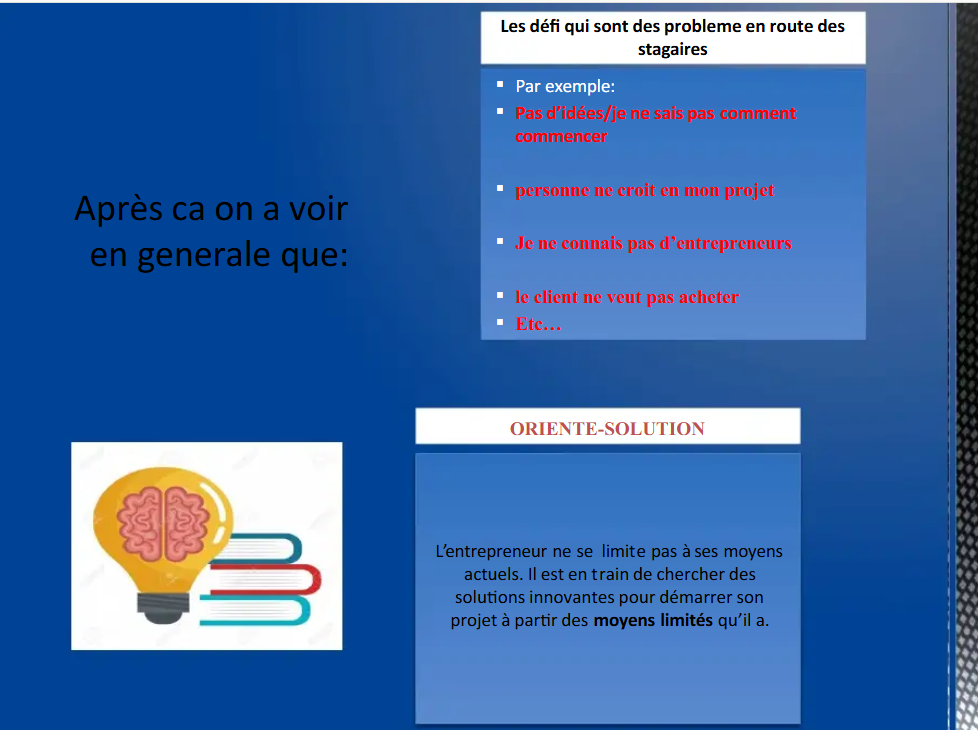 Les défi qui sont des probleme en route des
stagaires
Par exemple:
Pas d'idées/je ne sais pas comment
commencer
personne ne croit en mon projet
Je ne connais pas d'entrepreneurs
le client ne veut pas acheter
Etc…
Après ca on a voir
en generale que:
ORIENTE-SOLUTION
L'entrepreneur ne se limite pas à ses moyens
actuels. Il est en train de chercher des
solutions innovantes pour démarrer son
projet à partir des moyens limités qu'il a.